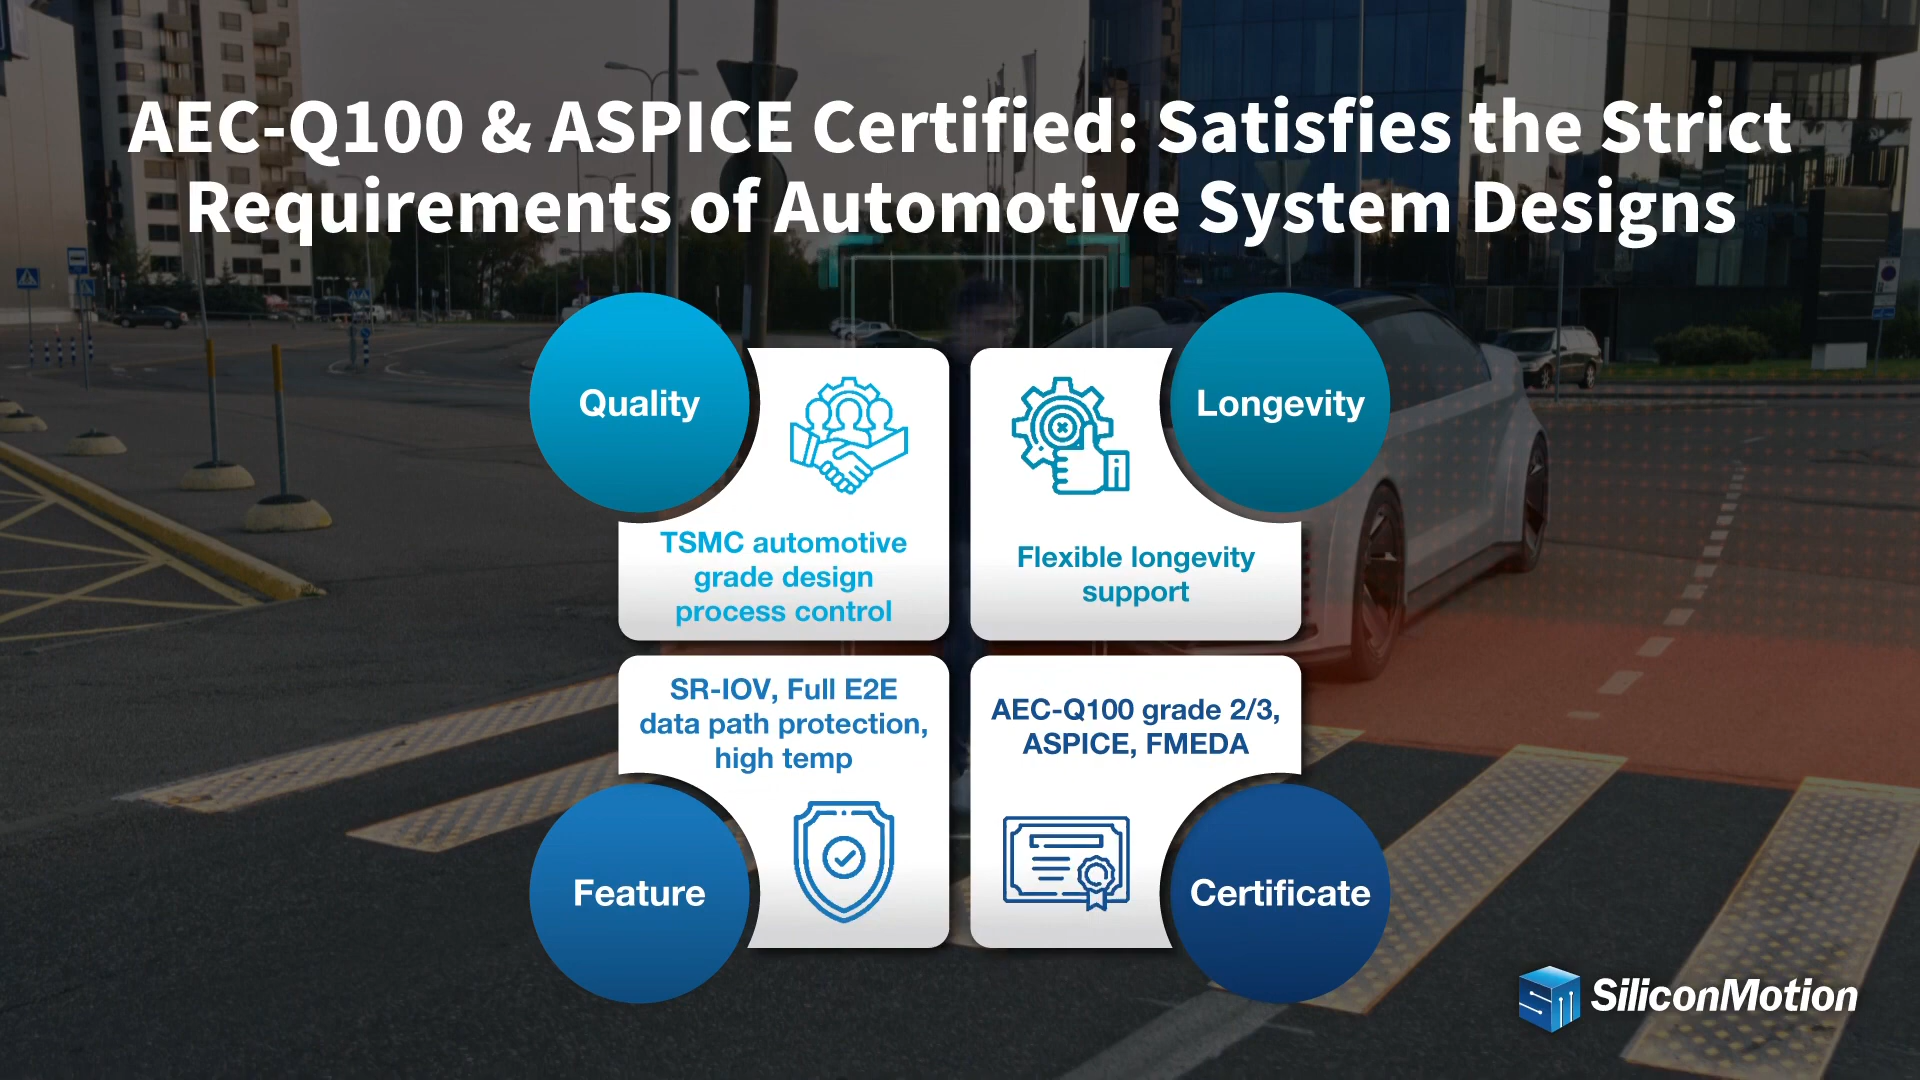 AEC-Q100 & ASPICE Certified: Satisfies the Strict
Requirements of Automotive System Designs
Quality
TSMC automotive
grade design
process control
Longevity
Flexible longevity
support
SR-IOV, Full E2E
data path protection,
high temp
Feature
AEC-Q100 grade 2/3,
ASPICE, FMEDA
Certificate
SiliconMotion